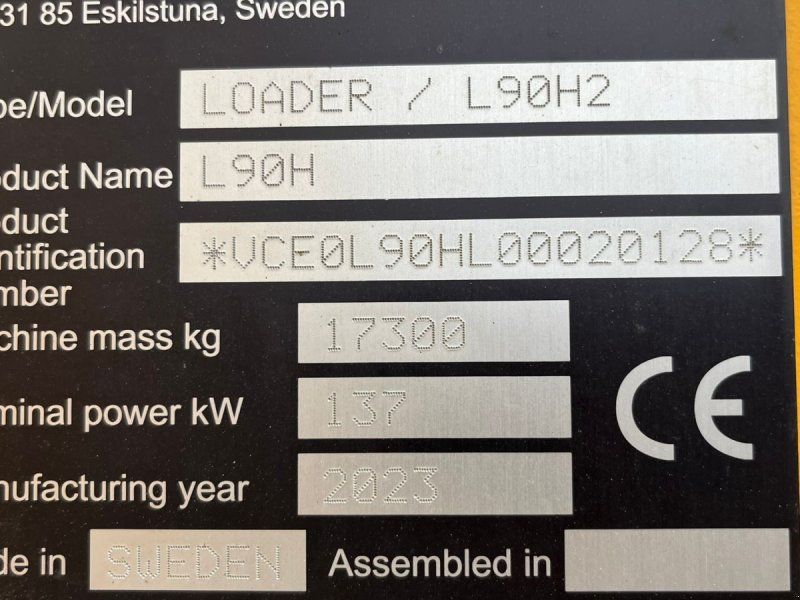 31 85 Eskilstuna, Sweden
pe/Model LOADER / L90H2
oduct Name L90H
oduct
ntification *VCE0L90HL00020128*
mber
chine mass kg 17300
minal power kW 137
CE
nufacturing year 2023
de in SWEDEN Assembled in